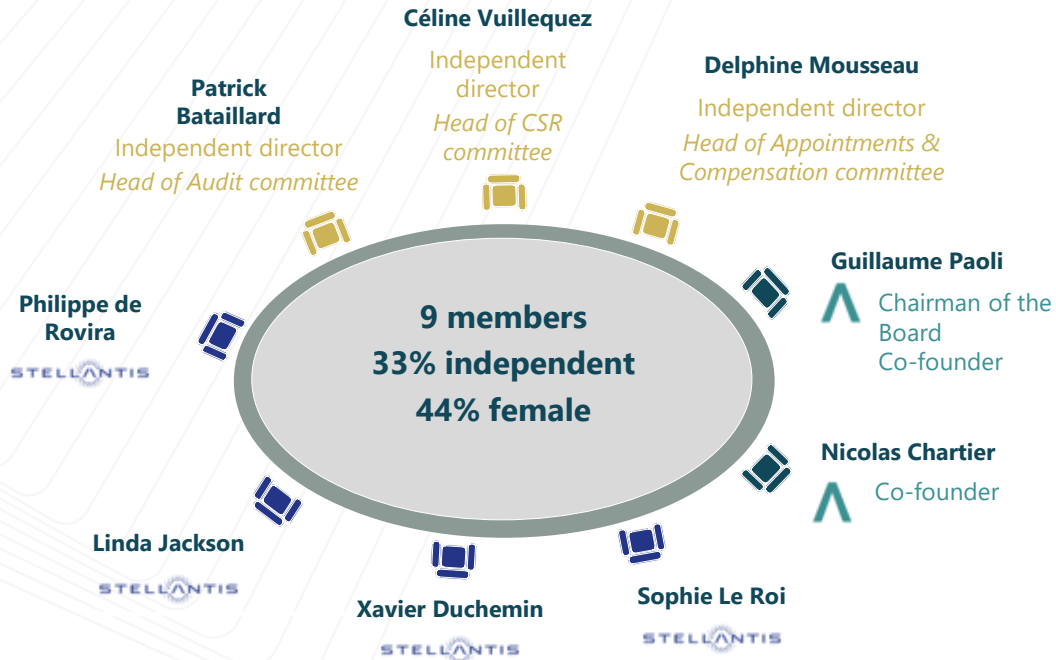 Céline Vuillequez
Independent
director
Head of CSR
committee
Delphine Mousseau
Independent director
Head of Appointments &
Compensation committee
Patrick
Bataillard
Independent director
Head of Audit committee
Guillaume Paoli
Chairman of the
Board
Co-founder
Philippe de
Rovira
STELLANTIS
9 members
33% independent
44% female
Nicolas Chartier
Co-founder
Linda Jackson
STELLANTIS
Xavier Duchemin
STELLANTIS
Sophie Le Roi
STELLANTIS